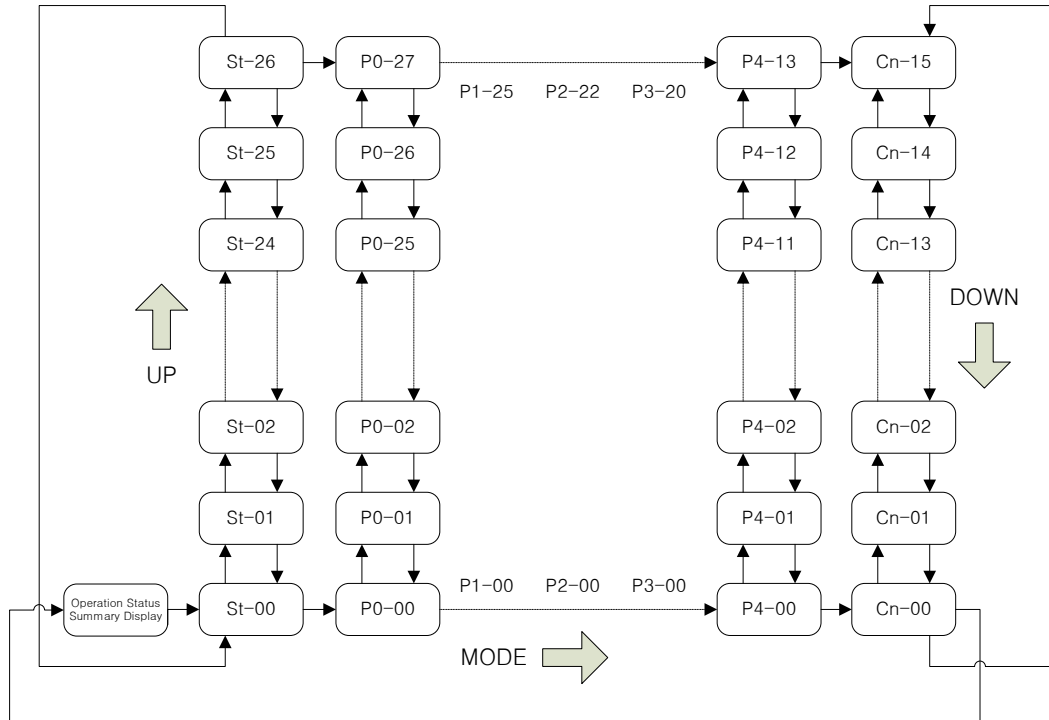 St-26 P0-27 P4-13 Cn-15
P1-25 P2-22 P3-20
St-25 P0-26 P4-12 Cn-14
St-24 P0-25 P4-11 Cn-13
DOWN
UP
St-02 P0-02 P4-02 Cn-02
St-01 P0-01 P4-01 Cn-01
P1-00 P2-00 P3-00
Operation Status
Summary Display
St-00 P0-00 P4-00 Cn-00
MODE